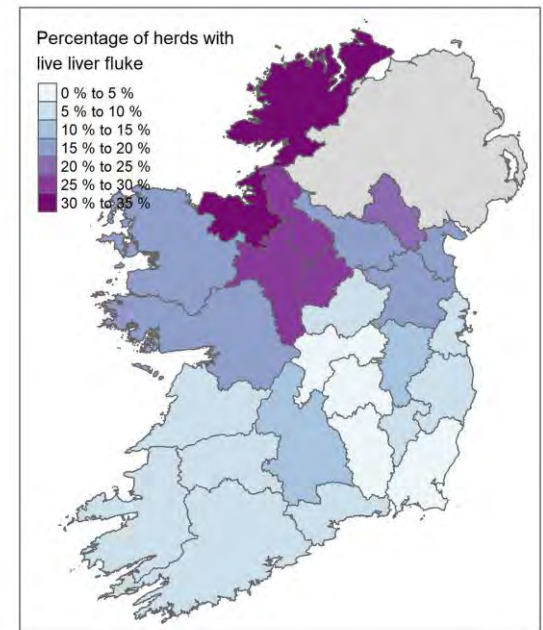 Percentage of herds with
live liver fluke
0 % to 5 %
5 % to 10 %
10 % to 15 %
15 % to 20 %
20 % to 25 %
25 % to 30 %
30 % to 35 %